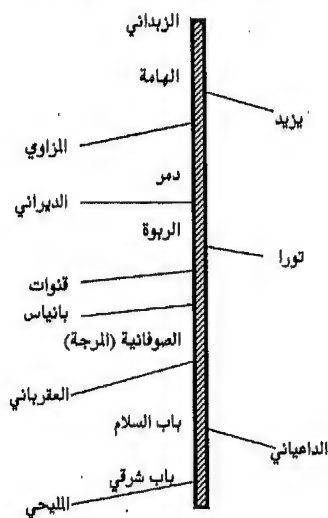 الزبداني
الهامة
يزيد
المزاوي
دمر
الديراني
الربوة
تورا
قنوات
بانياس
الصوفانية (المرجة)
العقرباني
باب السلام
الداعياني
باب شرقي
المليحي